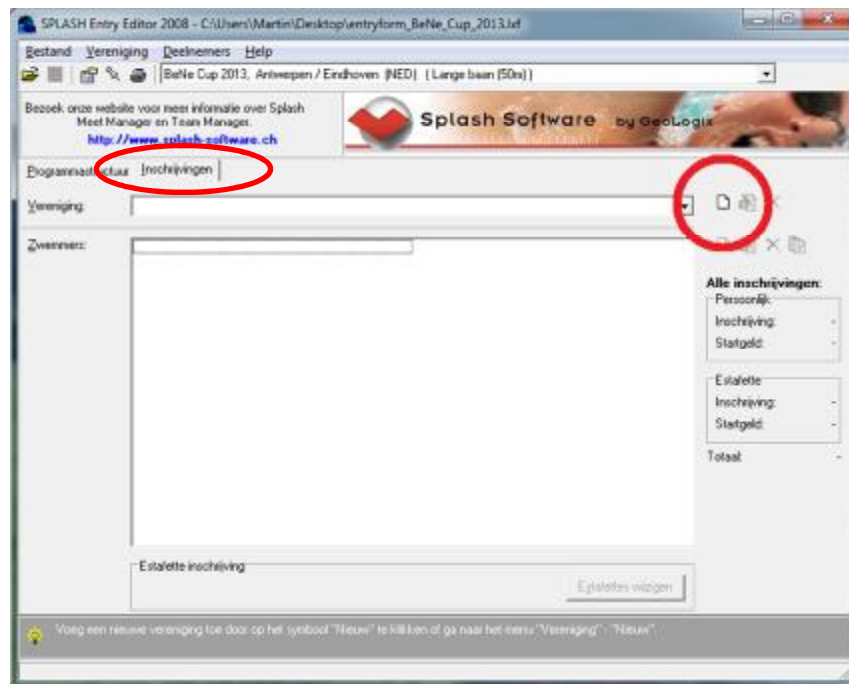 SPLASH Entry Editor 2008 - C:\Users\Martin\Desktop\entryform_BeNe_Cup_2013.lxf
Bestand Vereniging Deelnemers Help
BeNe Cup 2013, Antwerpen / Eindhoven (NED) (Lange baan (50m))
Bezoek onze website voor meer informatie over Splash
Meet Manager en Team Manager.
http://www.splash-software.ch
Splash Software by GeoLogix
Programmastructuur Inschrijvingen
Vereniging:
Zwemmers:
Alle inschrijvingen:
Persoonlijk
Inschrijving: -
Startgeld: -
Estafette
Inschrijving: -
Startgeld: -
Totaal: -
Estafette inschrijving
Estafettes wijzigen
Voeg een nieuwe vereniging toe door op het symbool "Nieuw" te klikken of ga naar het menu "Vereniging" - "Nieuw".